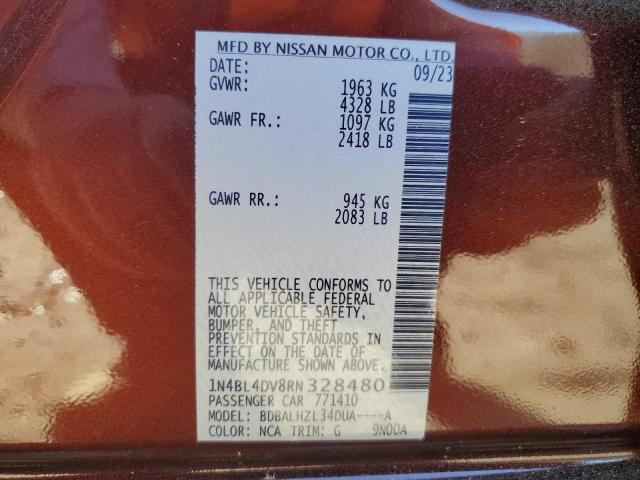 MFD BY NISSAN MOTOR CO., LTD.
DATE: 09/23
GVWR: 1963 KG
4328 LB
GAWR FR.: 1097 KG
2418 LB
GAWR RR.: 945 KG
2083 LB
THIS VEHICLE CONFORMS TO
ALL APPLICABLE FEDERAL
MOTOR VEHICLE SAFETY,
BUMPER, AND THEFT
PREVENTION STANDARDS IN
EFFECT ON THE DATE OF
MANUFACTURE SHOWN ABOVE.
1N4BL4DV8RN328480
PASSENGER CAR 771410
MODEL: BDBALHZL34DUA----A
COLOR: NCA TRIM: G 9N00A